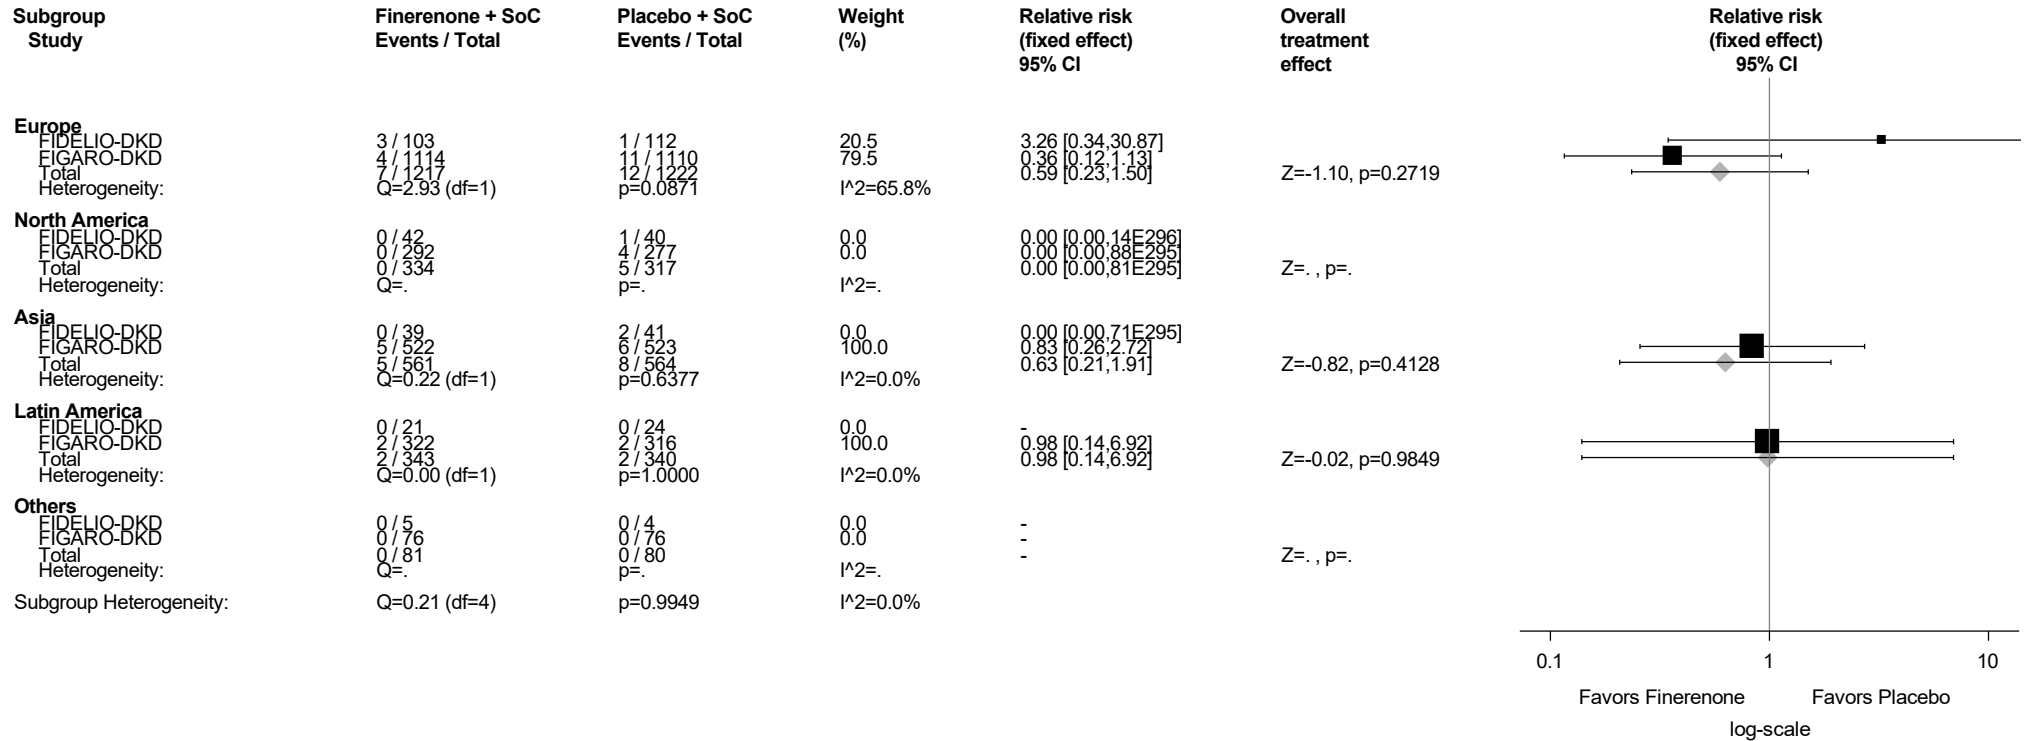 Subgroup Finerenone + SoC Placebo + SoC Weight Relative risk Overall Relative risk
Study Events / Total Events / Total (%) (fixed effect) treatment (fixed effect)
95% CI effect 95% CI
Europe
FIDELIO-DKD 3 / 103 1 / 112 20.5 3.26 [0.34,30.87]
FIGARO-DKD 4 / 1114 11 / 1110 79.5 0.36 [0.12,1.13]
Total 7 / 1217 12 / 1222 0.59 [0.23,1.50] Z=-1.10, p=0.2719
Heterogeneity: Q=2.93 (df=1) p=0.0871 I^2=65.8%
North America
FIDELIO-DKD 0 / 42 1 / 40 0.0 0.00 [0.00,14E296]
FIGARO-DKD 0 / 292 4 / 277 0.0 0.00 [0.00,88E295]
Total 0 / 334 5 / 317 0.00 [0.00,81E295] Z=. , p=.
Heterogeneity: Q=. p=. I^2=.
Asia
FIDELIO-DKD 0 / 39 2 / 41 0.0 0.00 [0.00,71E295]
FIGARO-DKD 5 / 522 6 / 523 100.0 0.83 [0.26,2.72]
Total 5 / 561 8 / 564 0.63 [0.21,1.91] Z=-0.82, p=0.4128
Heterogeneity: Q=0.22 (df=1) p=0.6377 I^2=0.0%
Latin America
FIDELIO-DKD 0 / 21 0 / 24 0.0 -
FIGARO-DKD 2 / 322 2 / 316 100.0 0.98 [0.14,6.92]
Total 2 / 343 2 / 340 0.98 [0.14,6.92] Z=-0.02, p=0.9849
Heterogeneity: Q=0.00 (df=1) p=1.0000 I^2=0.0%
Others
FIDELIO-DKD 0 / 5 0 / 4 0.0 -
FIGARO-DKD 0 / 76 0 / 76 0.0 -
Total 0 / 81 0 / 80 - Z=. , p=.
Heterogeneity: Q=. p=. I^2=.
Subgroup Heterogeneity: Q=0.21 (df=4) p=0.9949 I^2=0.0%
0.1 1 10
Favors Finerenone Favors Placebo
log-scale